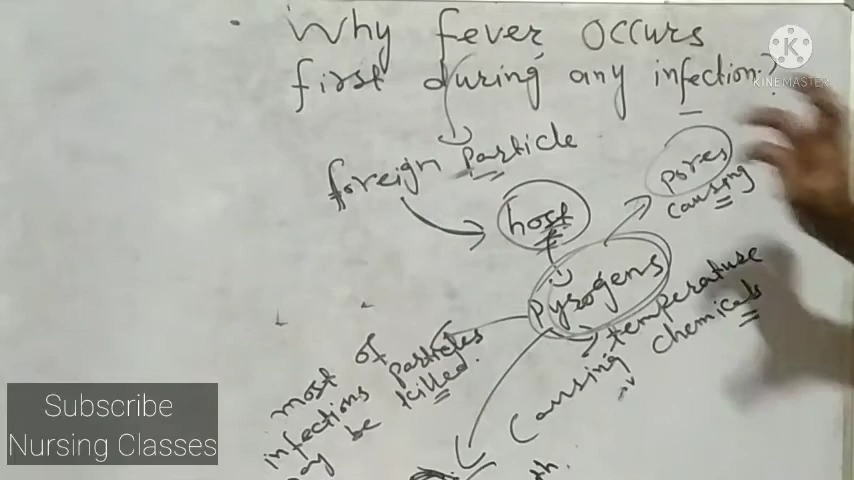 • Why fever occurs
first during any infection?
KINEMASTER
foreign particle
host
pores
causing
pyrogens
causing temperature
chemicals
most of
infections particles
may be killed.
Subscribe
Nursing Classes